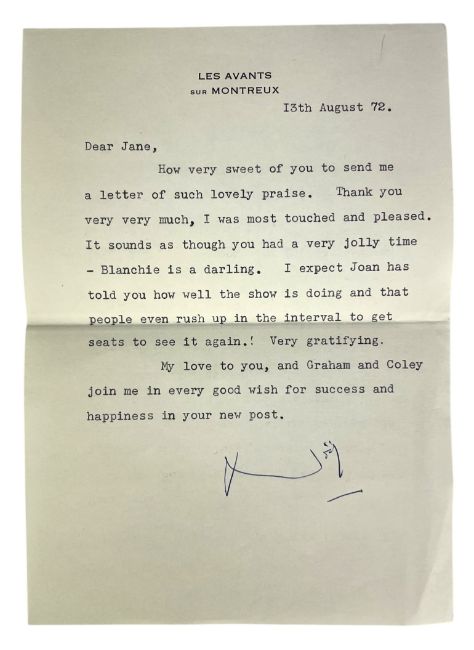 LES AVANTS
SUR MONTREUX
13th August 72.
Dear Jane,
How very sweet of you to send me
a letter of such lovely praise. Thank you
very very much, I was most touched and pleased.
It sounds as though you had a very jolly time
- Blanchie is a darling. I expect Joan has
told you how well the show is doing and that
people even rush up in the interval to get
seats to see it again.! Very gratifying.
My love to you, and Graham and Coley
join me in every good wish for success and
happiness in your new post.